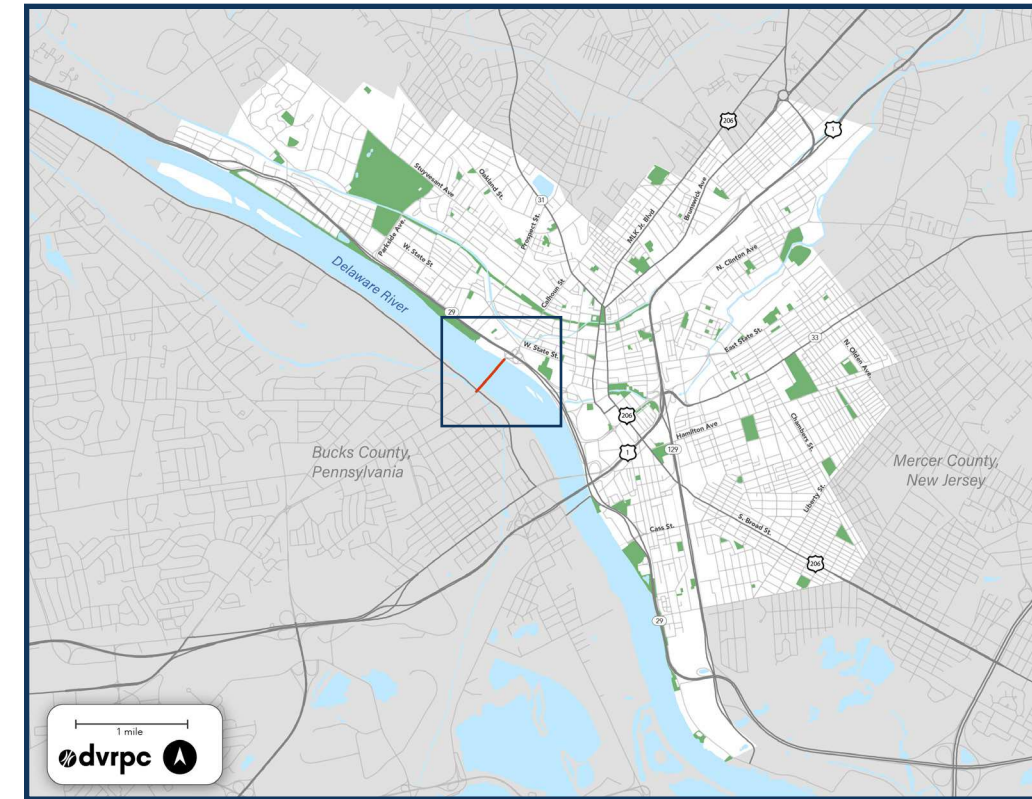 206
1
Stuyvesant Ave
Oakland St.
31
Prospect St.
MLK Jr. Blvd
Brunswick Ave
Parkside Ave.
W. State St
N. Clinton Ave
Delaware River
Calhoun St.
29
W. State St.
East State St.
33
N. Olden Ave.
206
Hamilton Ave
Chambers St.
1
129
Bucks County,
Pennsylvania
Mercer County,
New Jersey
Liberty St.
Cass St.
S. Broad St.
206
29
1 mile
dvrpc